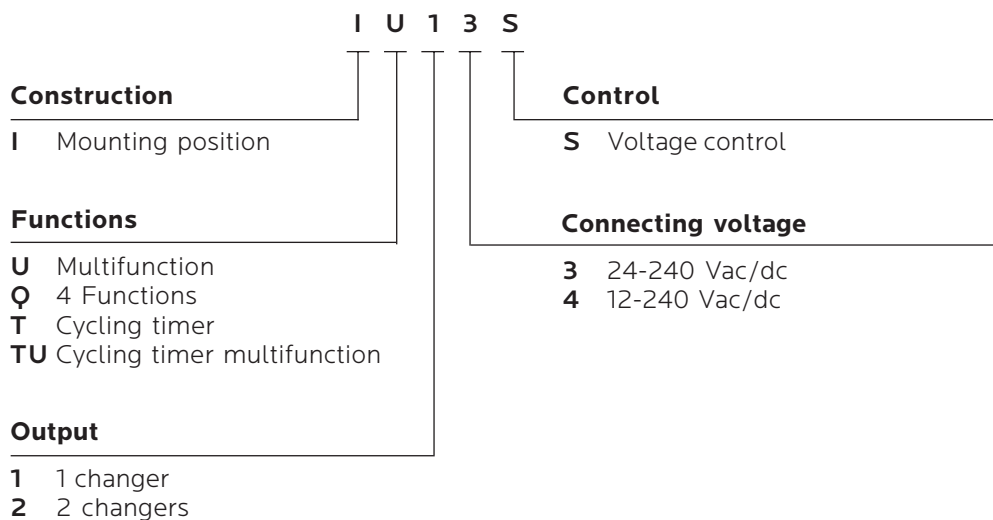 I U 1 3 S
Construction
I Mounting position
Functions
U Multifunction
Q 4 Functions
T Cycling timer
TU Cycling timer multifunction
Output
1 1 changer
2 2 changers
Control
S Voltage control
Connecting voltage
3 24-240 Vac/dc
4 12-240 Vac/dc